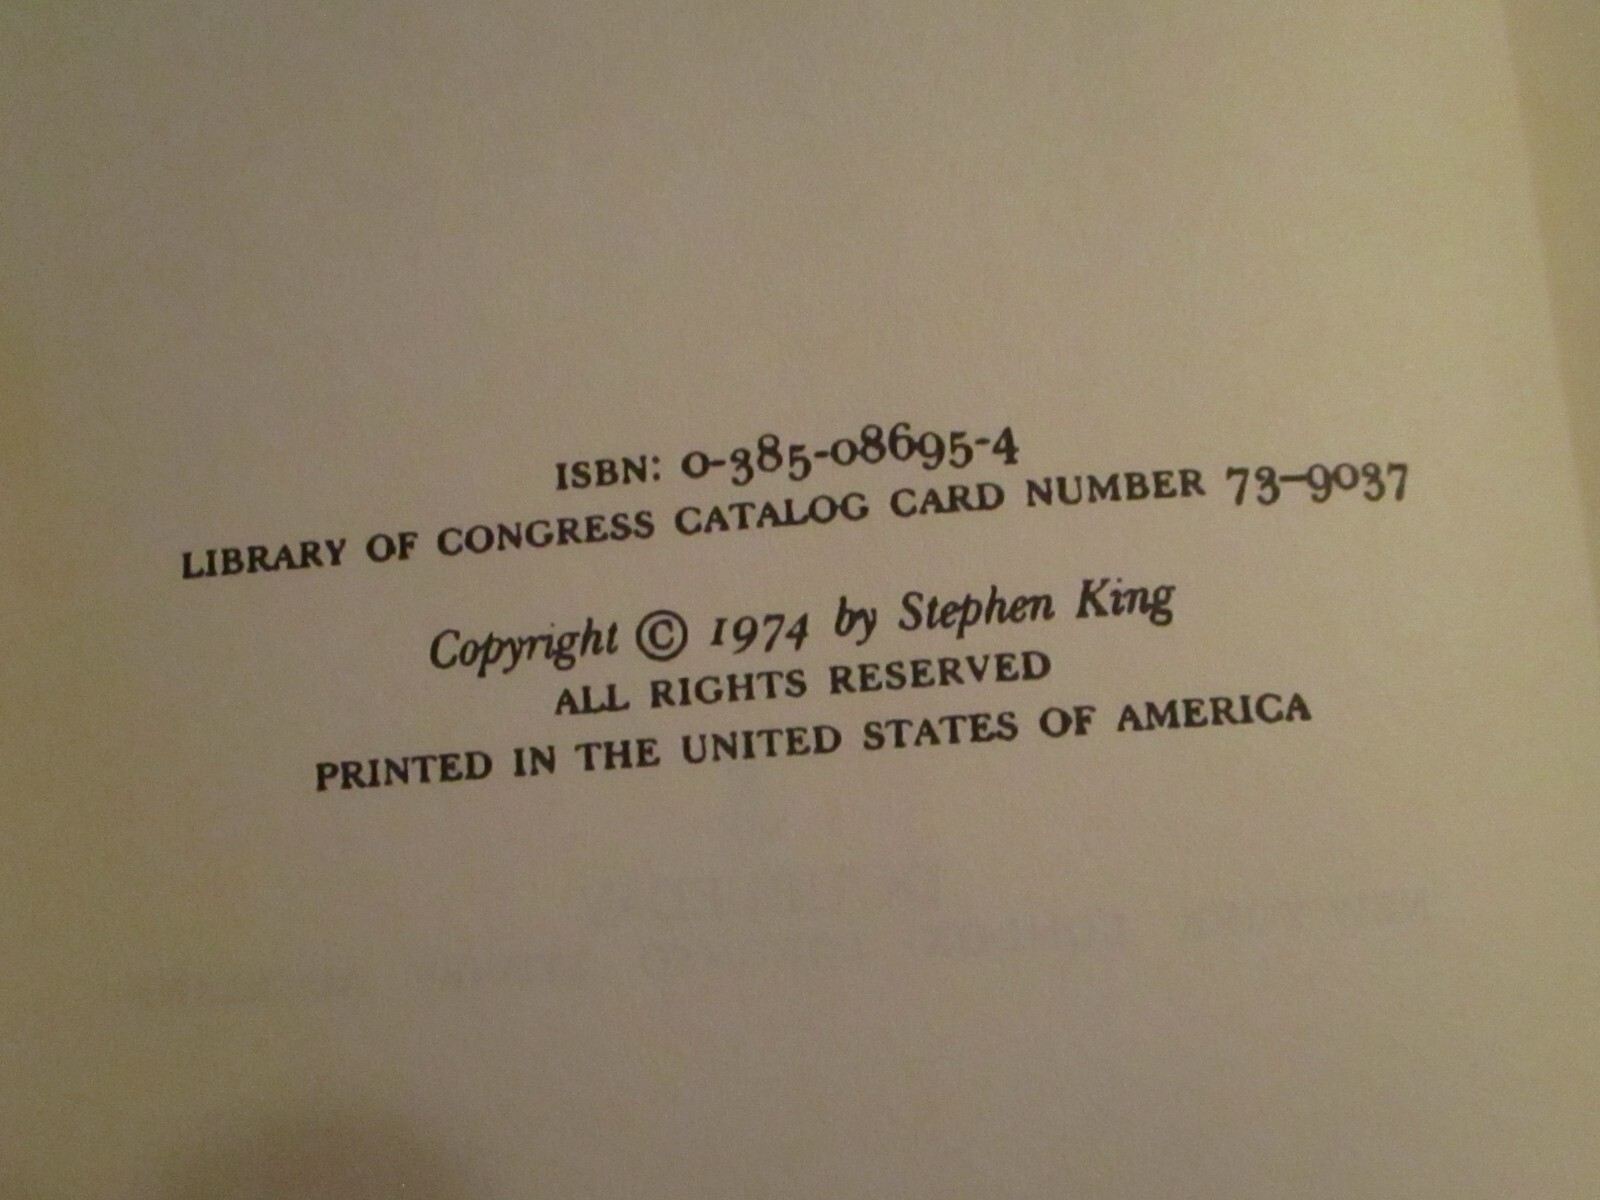 ISBN: 0-385-08695-4
LIBRARY OF CONGRESS CATALOG CARD NUMBER 73–9037
Copyright © 1974 by Stephen King
ALL RIGHTS RESERVED
PRINTED IN THE UNITED STATES OF AMERICA